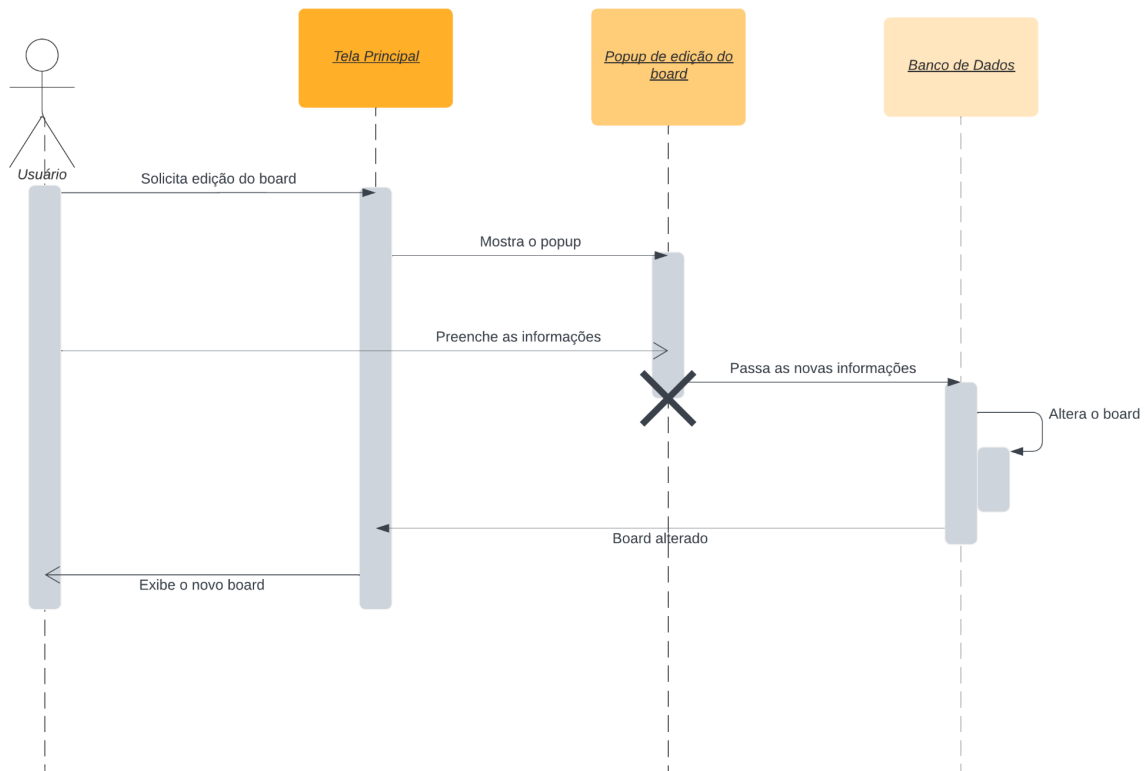 Tela Principal
Popup de edição do
board
Banco de Dados
Usuário
Solicita edição do board
Mostra o popup
Preenche as informações
Passa as novas informações
Altera o board
Board alterado
Exibe o novo board